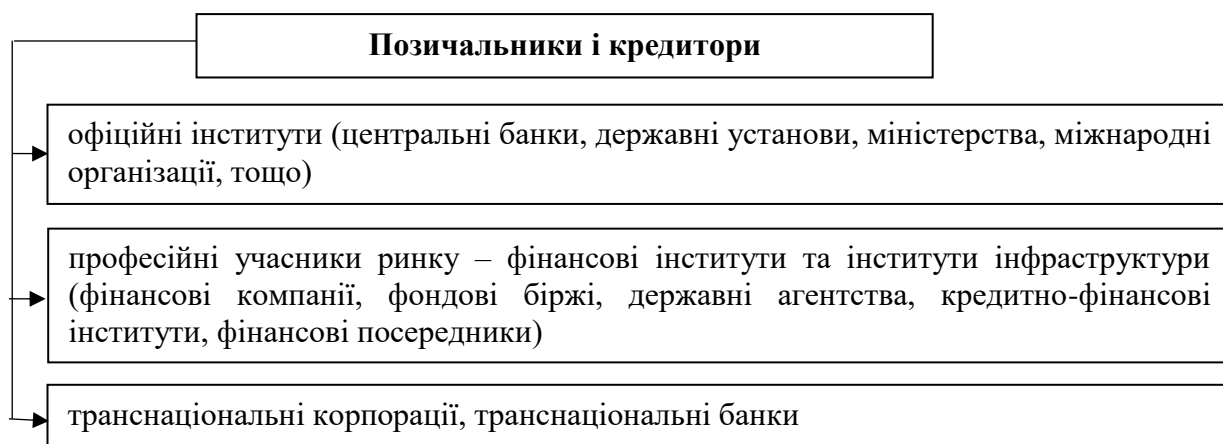 Позичальники і кредитори
офіційні інститути (центральні банки, державні установи, міністерства, міжнародні
організації, тощо)
професійні учасники ринку – фінансові інститути та інститути інфраструктури
(фінансові компанії, фондові біржі, державні агентства, кредитно-фінансові
інститути, фінансові посередники)
транснаціональні корпорації, транснаціональні банки